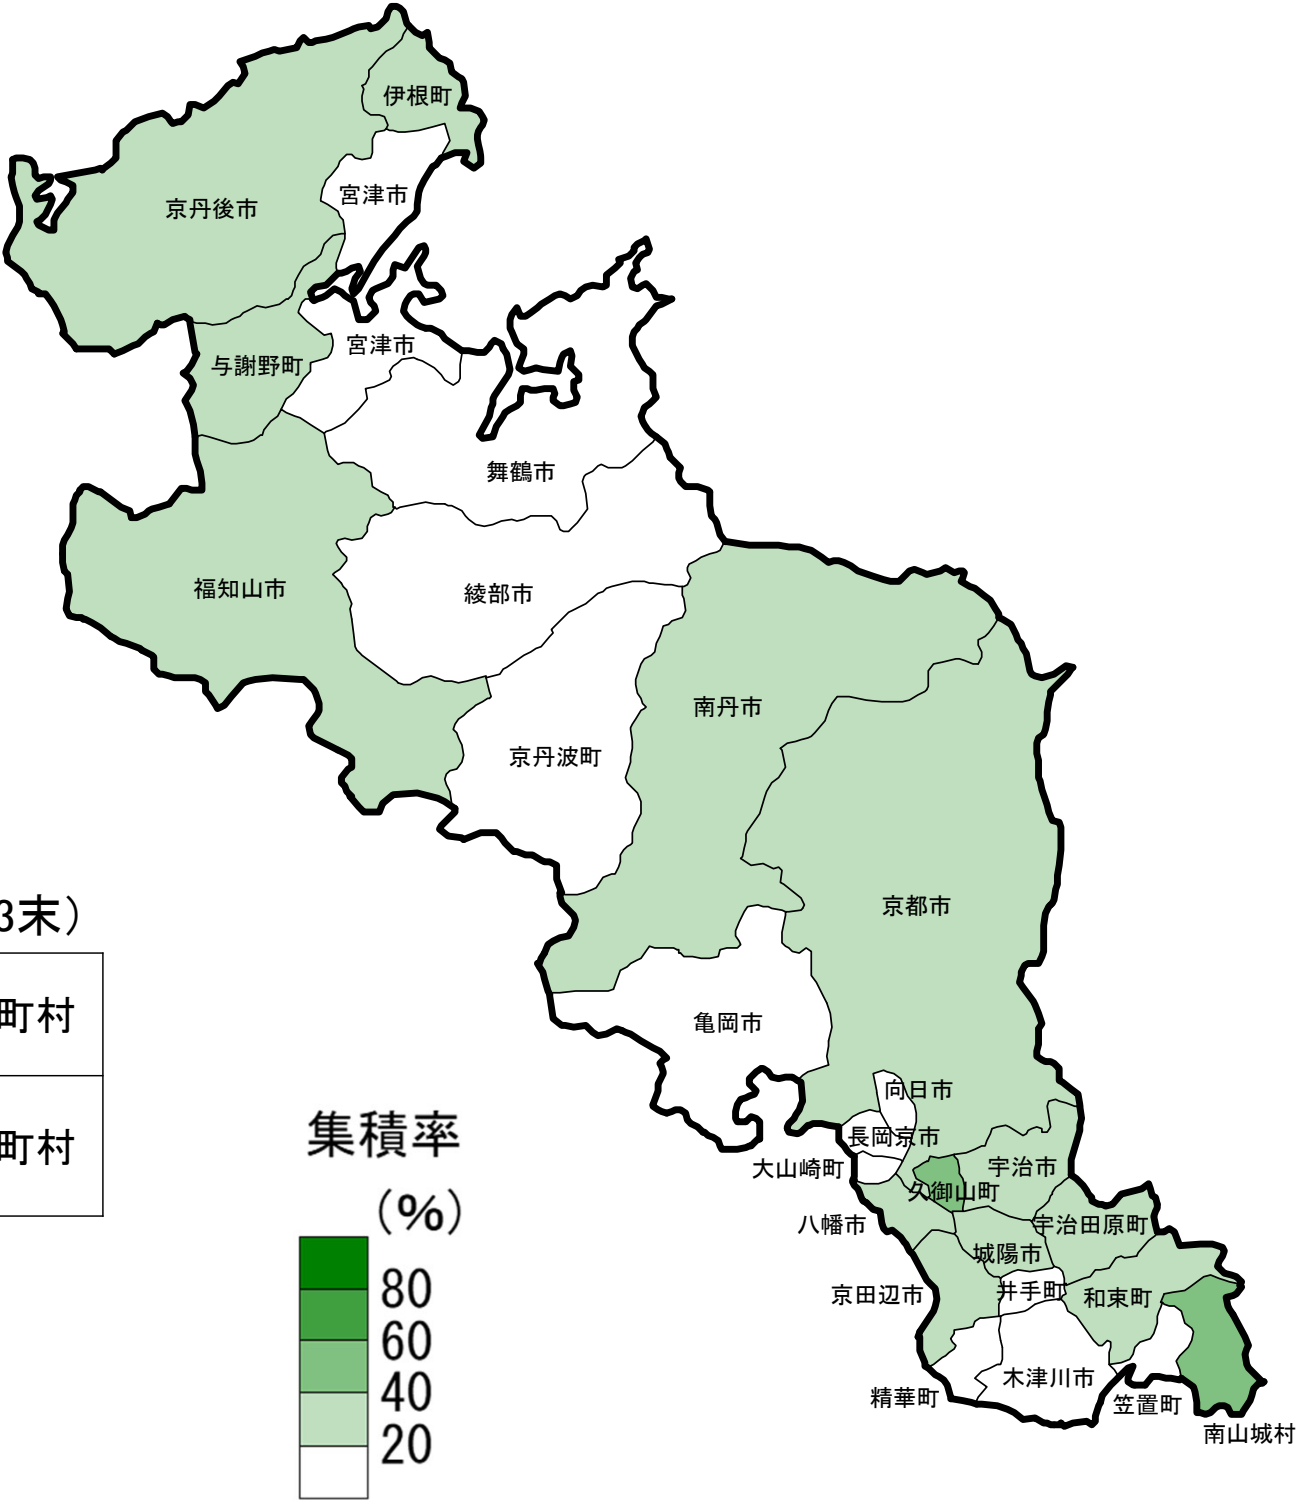 伊根町
宮津市
京丹後市
宮津市
与謝野町
舞鶴市
福知山市
綾部市
南丹市
京丹波町
京都市
3末）
町村
亀岡市
向日市
町村
集積率
長岡京市
大山崎町
宇治市
久御山町
（%）
八幡市
宇治田原町
城陽市
80
京田辺市
井手町
和束町
60
40
木津川市
精華町
笠置町
20
南山城村